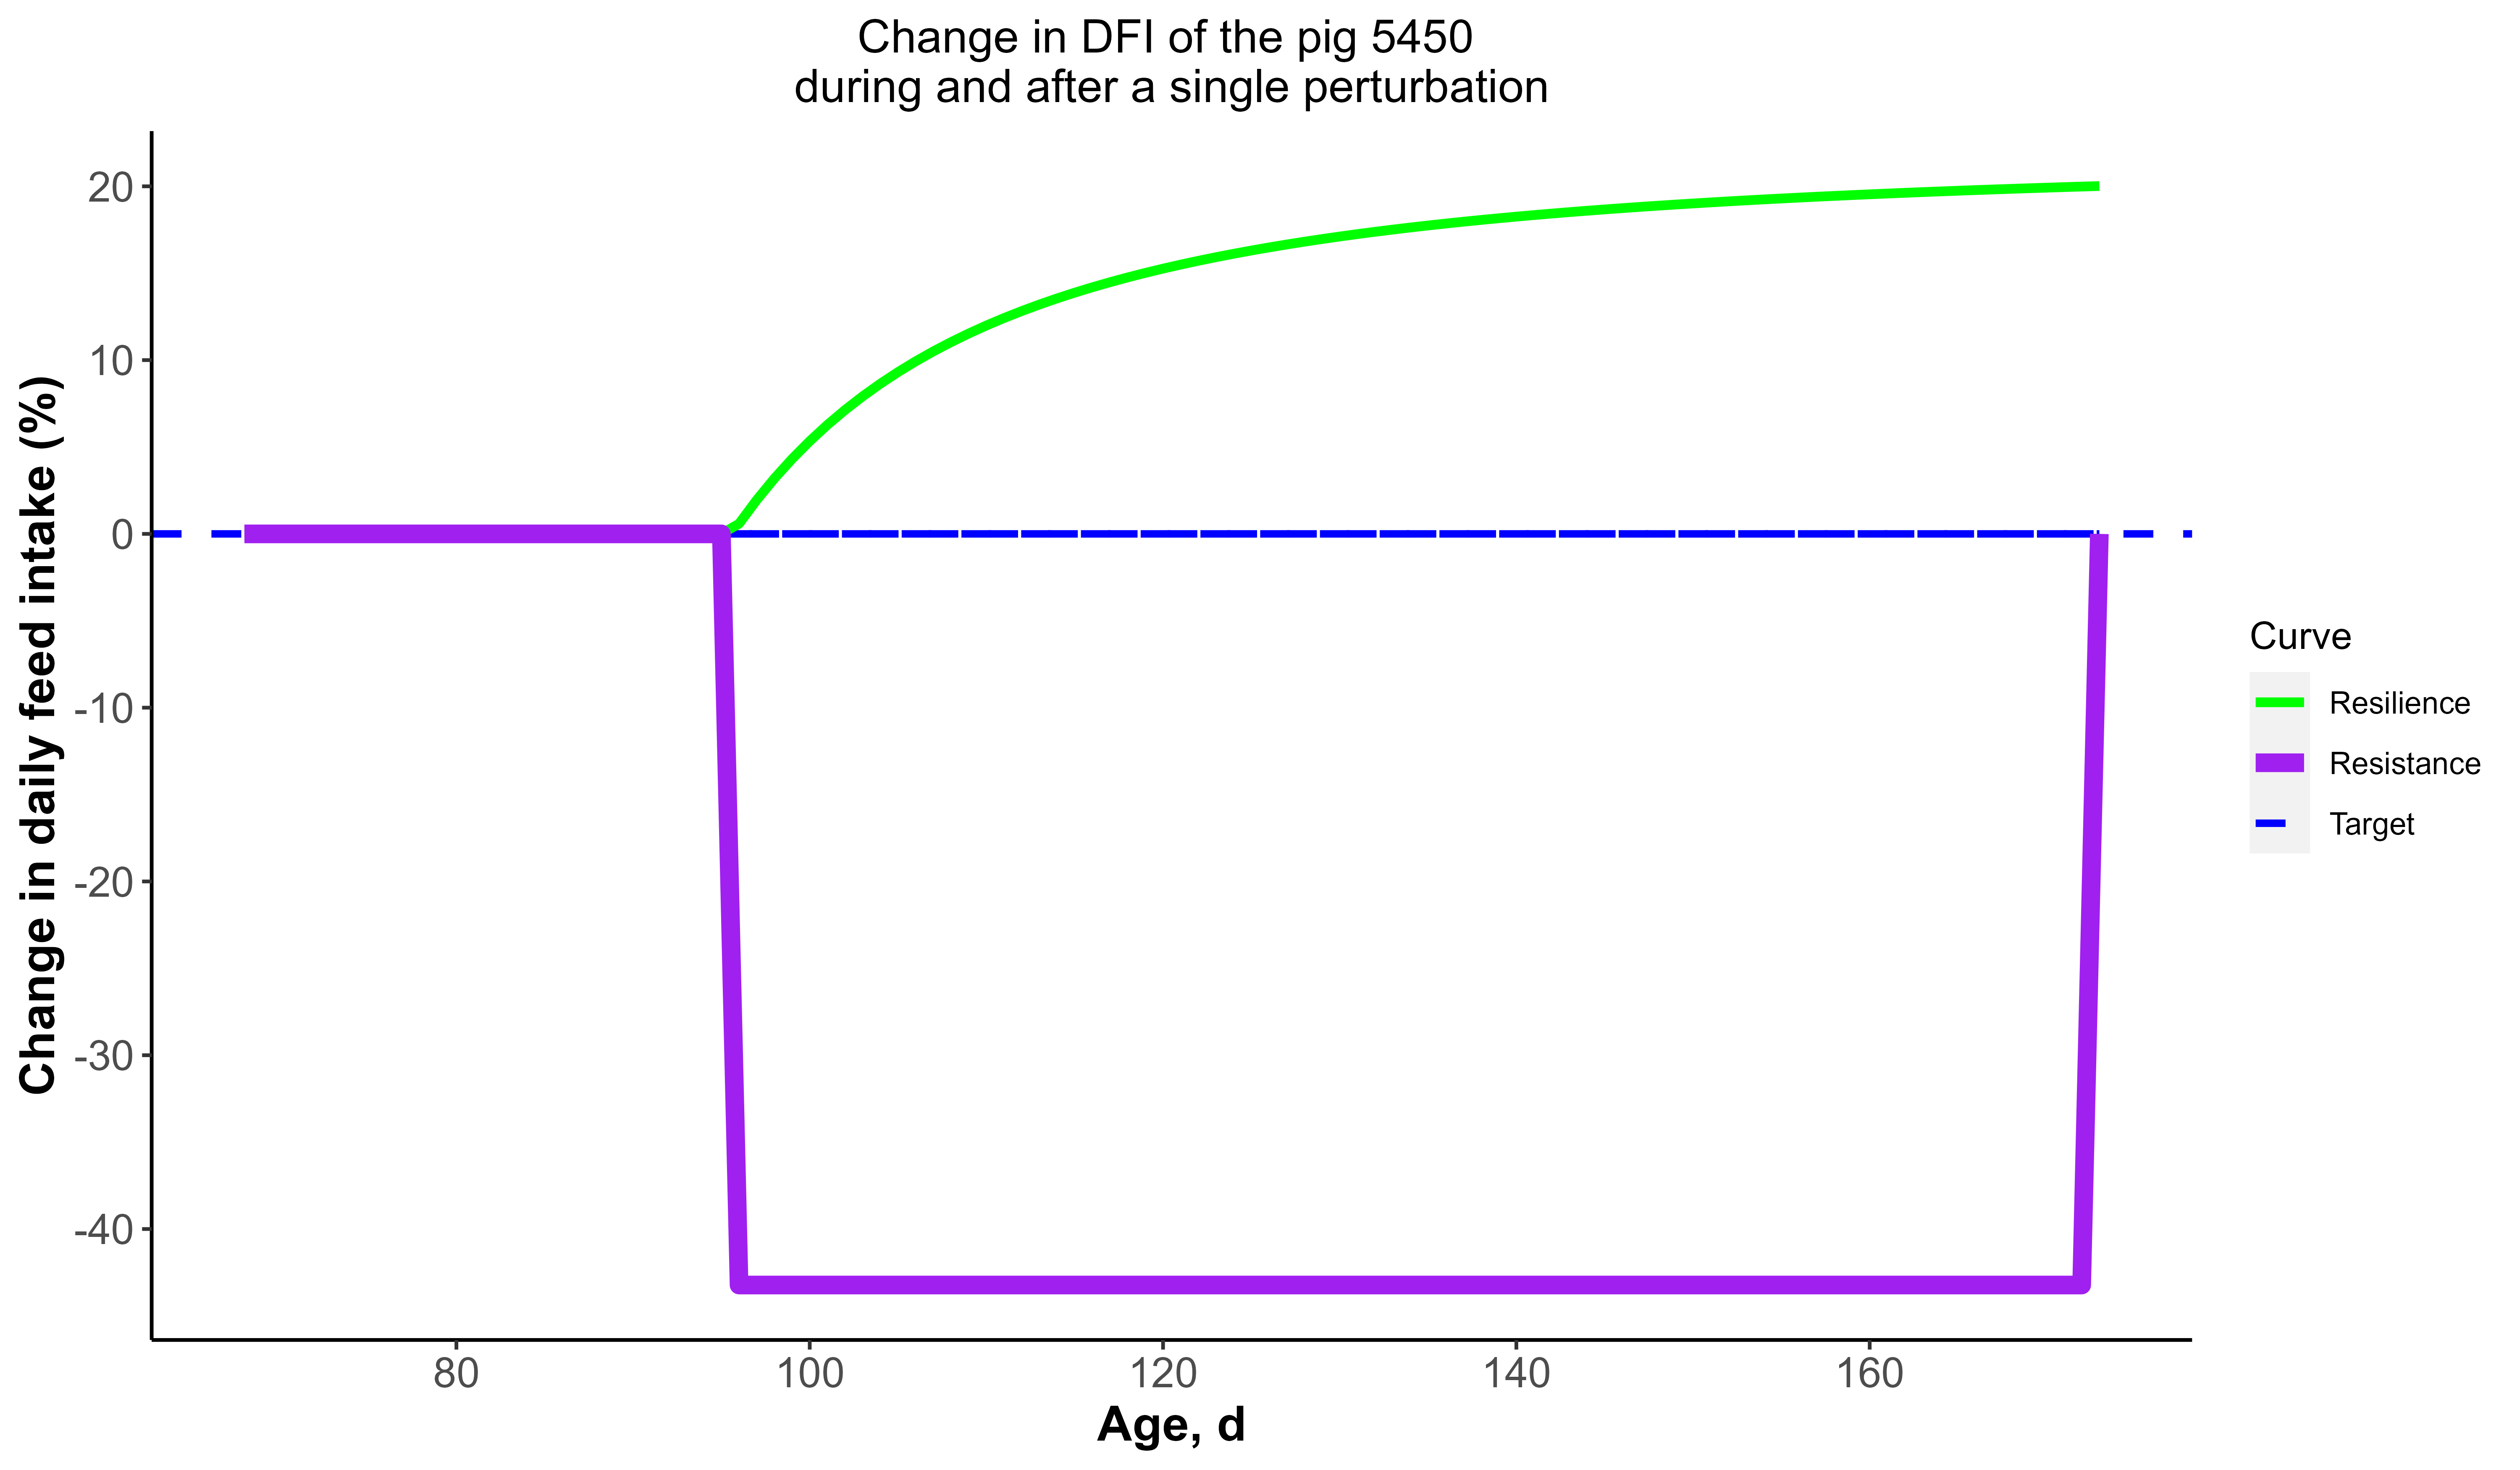 Change in DFI of the pig 5450
during and after a single perturbation
Change in daily feed intake (%)
20
10
0
-10
-20
-30
-40
80
100
120
140
160
Age, d
Curve
Resilience
Resistance
Target